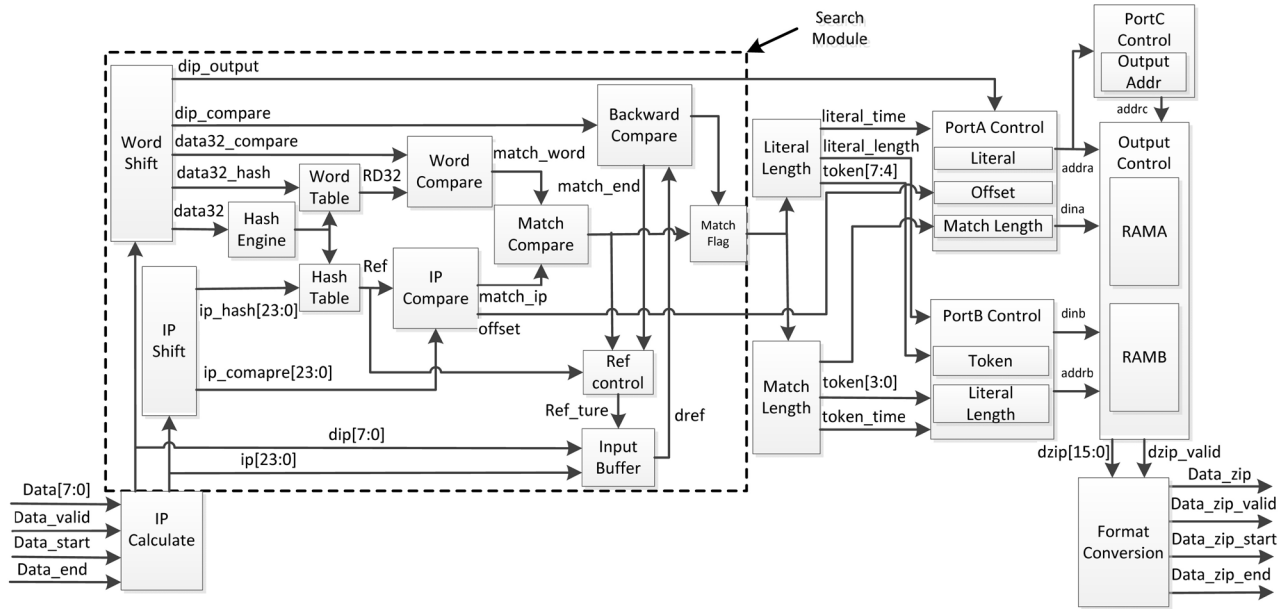 Search
Module
PortC
Control
Output
Addr
dip_output
addrc
dip_compare
Backward
Compare
Word
Shift
data32_compare
data32_hash
data32
Word
Table
RD32
Word
Compare
match_word
match_end
Hash
Engine
Match
Compare
Match
Flag
Literal
Length
literal_time
literal_length
token[7:4]
PortA Control
Literal
Offset
Match Length
addra
dina
Output
Control
RAMA
IP
Shift
ip_hash[23:0]
Hash
Table
Ref
IP
Compare
match_ip
offset
ip_comapre[23:0]
Ref
control
Ref_ture
dref
dip[7:0]
ip[23:0]
Input
Buffer
Match
Length
token[3:0]
token_time
PortB Control
Token
Literal
Length
dinb
addrb
RAMB
dzip[15:0]
dzip_valid
Data[7:0]
Data_valid
Data_start
Data_end
IP
Calculate
Format
Conversion
Data_zip
Data_zip_valid
Data_zip_start
Data_zip_end